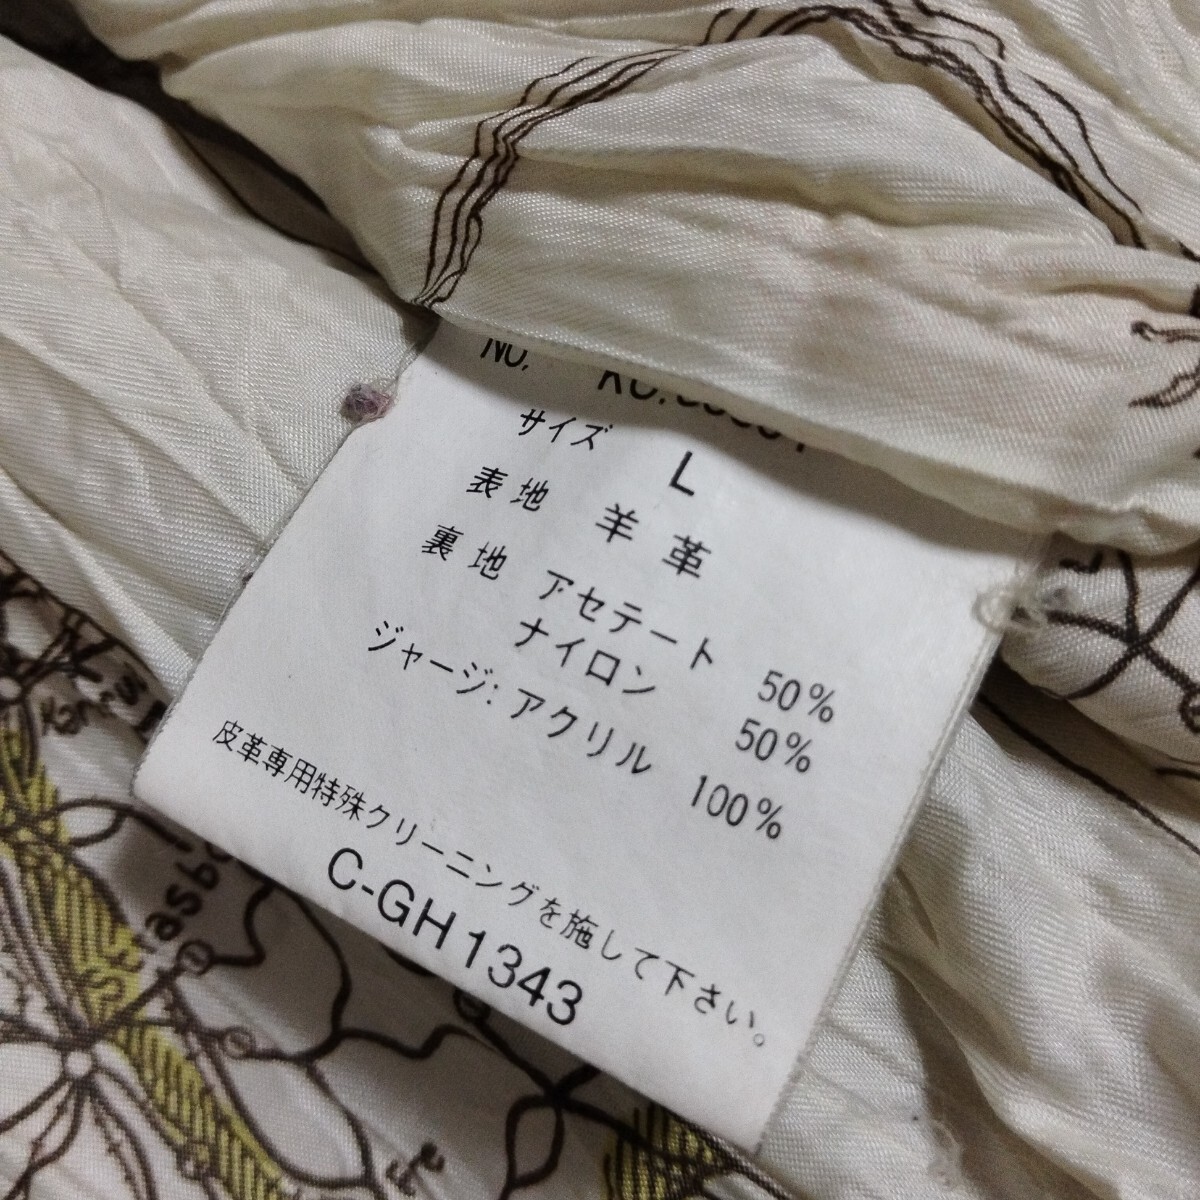 NO.
サイズ L
表地 羊革
裏地 アセテート 50%
ナイロン 50%
ジャージ: アクリル 100%
皮革専用特殊クリーニングを施して下さい。
C-GH1343